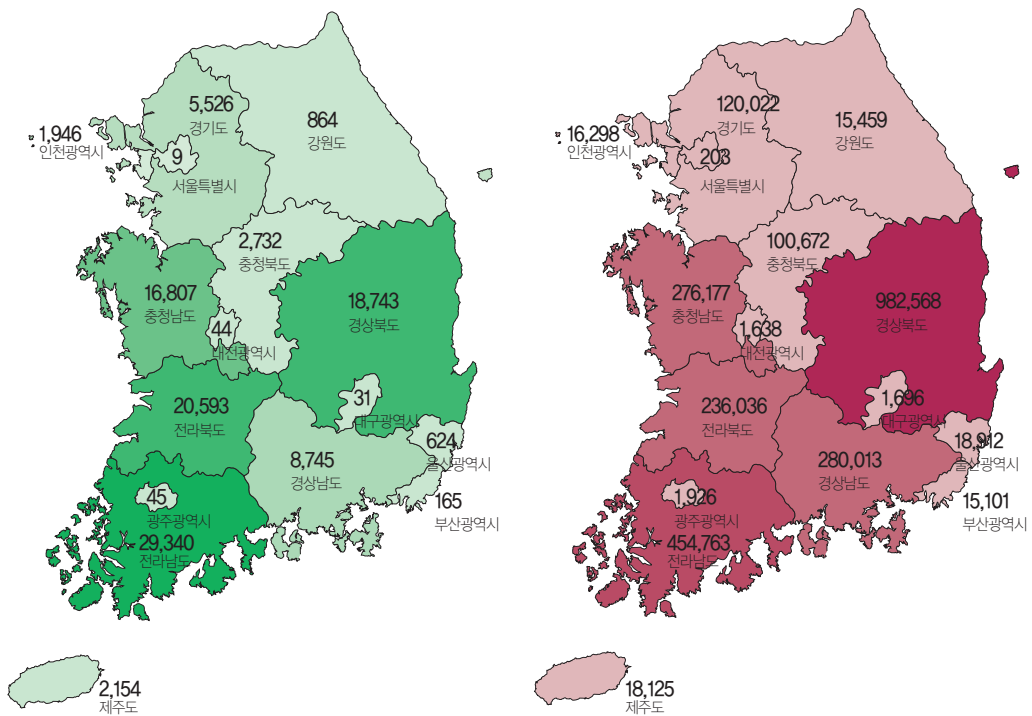 5,526
경기도
864
강원도
1,946
인천광역시
9
서울특별시
2,732
충청북도
16,807
충청남도
18,743
경상북도
44
대전광역시
31
대구광역시
20,593
전라북도
624
울산광역시
8,745
경상남도
165
부산광역시
45
광주광역시
29,340
전라남도
2,154
제주도
120,022
경기도
15,459
강원도
16,298
인천광역시
203
서울특별시
100,672
충청북도
276,177
충청남도
982,568
경상북도
1,638
대전광역시
1,696
대구광역시
236,036
전라북도
18,912
울산광역시
280,013
경상남도
15,101
부산광역시
1,926
광주광역시
454,763
전라남도
18,125
제주도